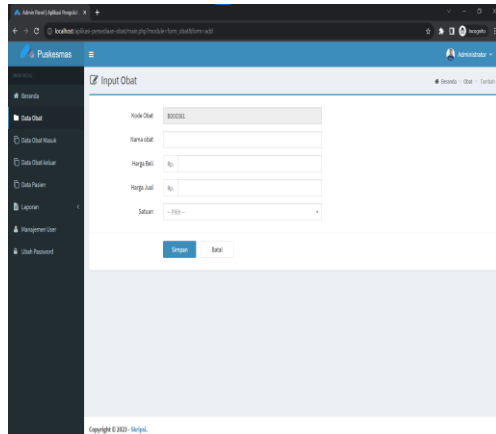 Admin Panel | Aplikasi Pengolal
localhost/aplikasi-persediaan-obat/main.php?module=form_obat&form=add
Incognito
Puskesmas
Administrator
Input Obat
Beranda > Obat > Tambah
Beranda
Data Obat
Data Obat Masuk
Data Obat keluar
Data Pasien
Laporan
Manajemen User
Ubah Password
Kode Obat
Nama obat
Harga Beli Rp.
Harga Jual Rp.
Satuan -- Pilih --
Simpan Batal
Copyright © 2023 - Skripsi.